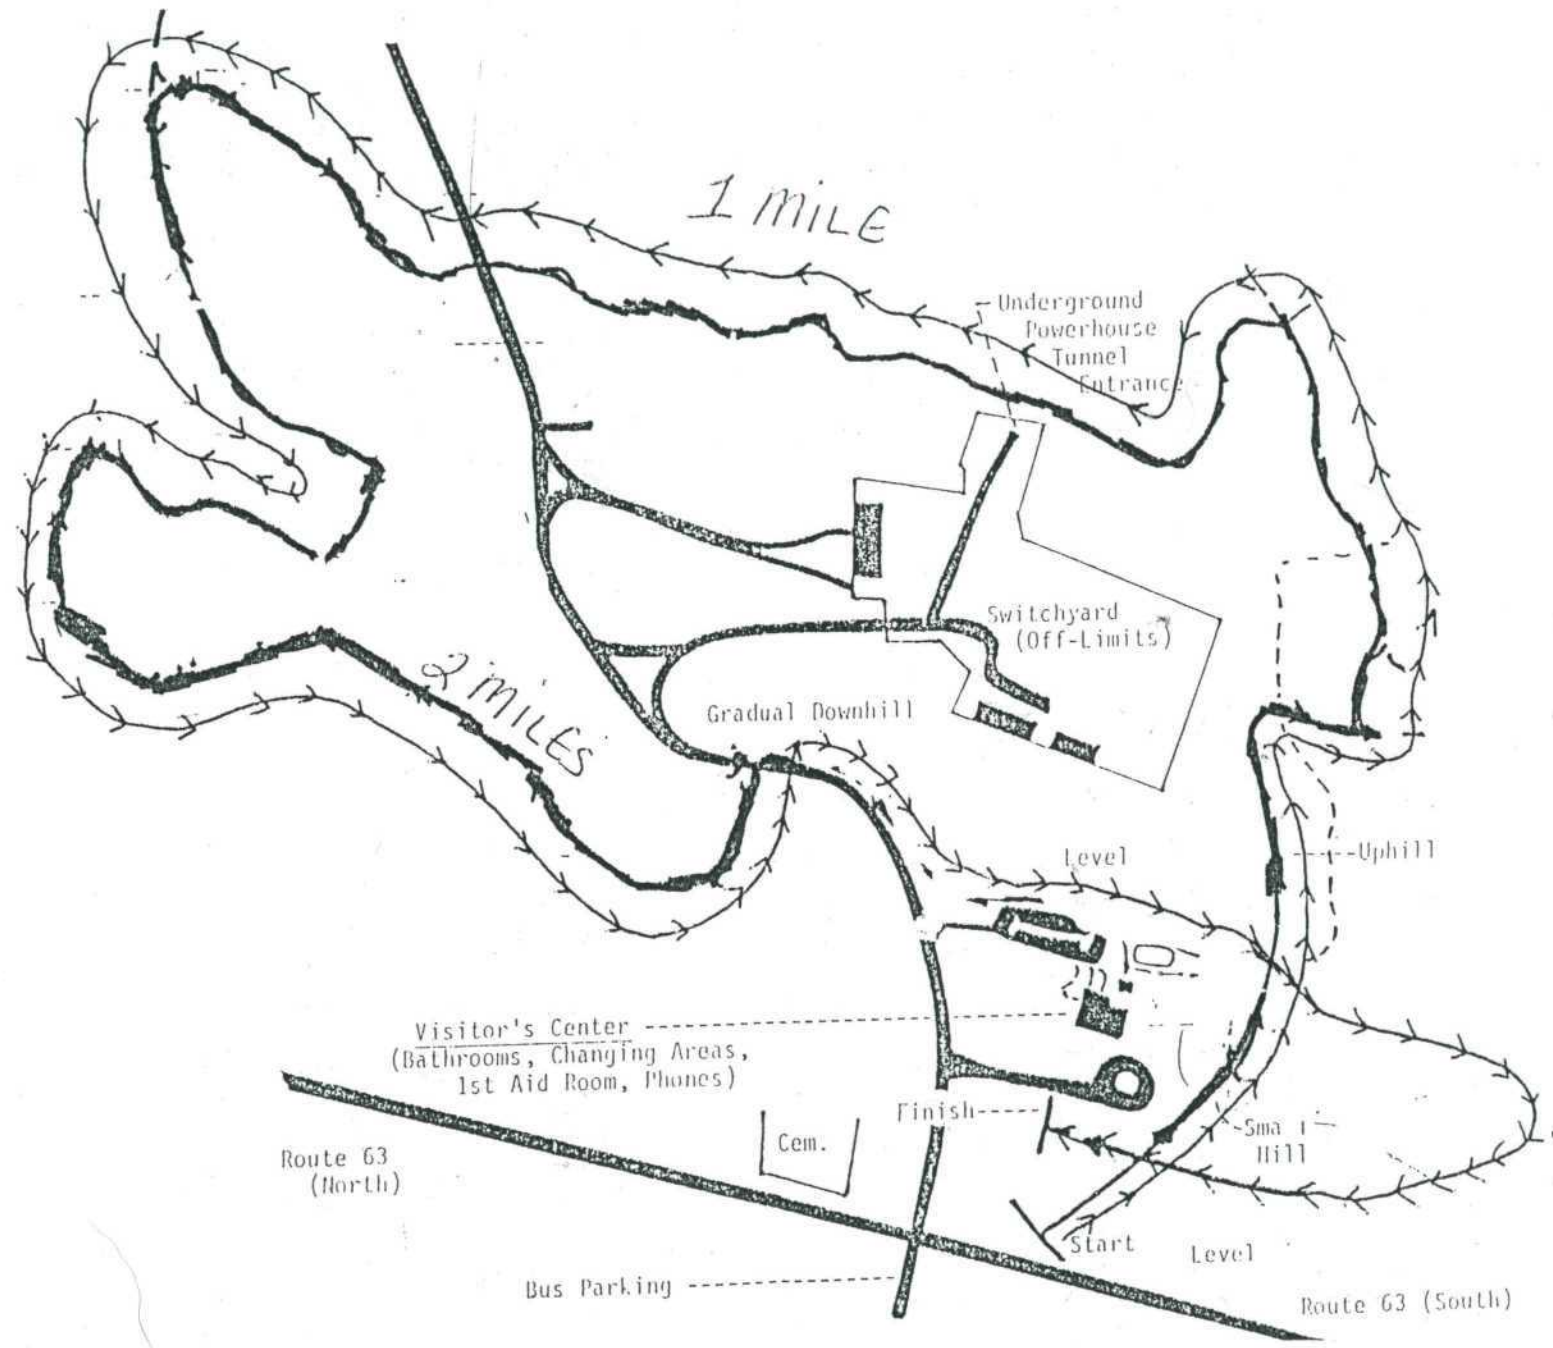 1 MILE
Underground
Powerhouse
Tunnel
Entrance
Switchyard
(Off-Limits)
2 MILES
Gradual Downhill
Level
Uphill
Visitor's Center
(Bathrooms, Changing Areas,
1st Aid Room, Phones)
Finish
Cem.
Hill
Route 63
(North)
Start
Level
Bus Parking
Route 63 (South)